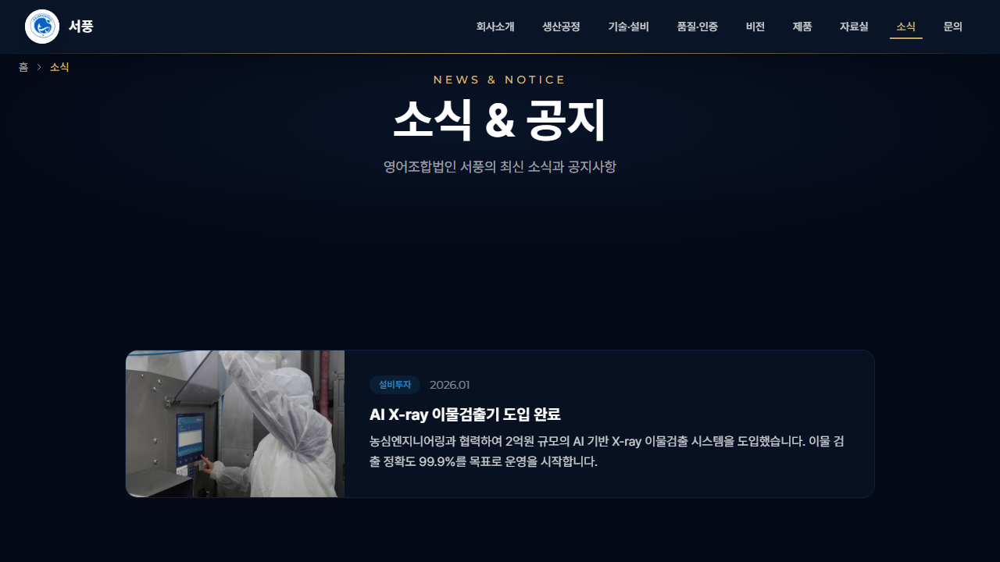 서풍
회사소개
생산공정
기술·설비
품질·인증
비전
제품
자료실
소식
문의
홈 > 소식
NEWS & NOTICE
소식 & 공지
영어조합법인 서풍의 최신 소식과 공지사항
설비투자 2026.01
AI X-ray 이물검출기 도입 완료
농심엔지니어링과 협력하여 2억원 규모의 AI 기반 X-ray 이물검출 시스템을 도입했습니다. 이물 검
출 정확도 99.9%를 목표로 운영을 시작합니다.